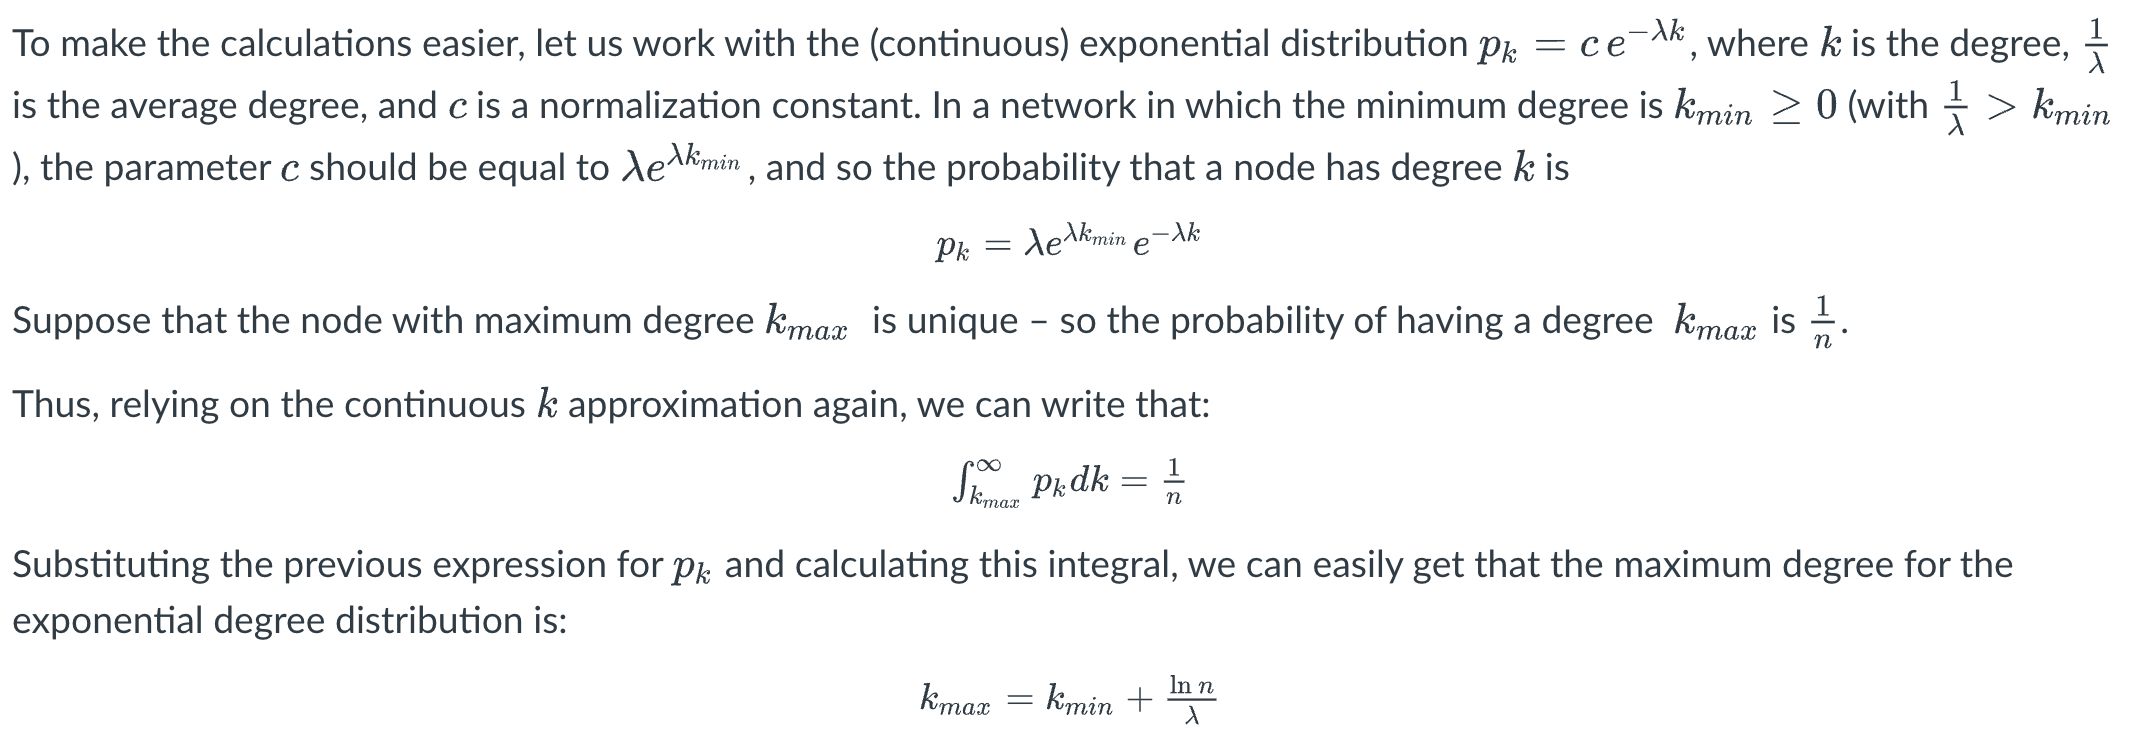 To make the calculations easier, let us work with the (continuous) exponential distribution $p_k = c\,e^{-\lambda k}$, where $k$ is the degree, $\frac{1}{\lambda}$
is the average degree, and $c$ is a normalization constant. In a network in which the minimum degree is $k_{min} \geq 0$ (with $\frac{1}{\lambda} > k_{min}$
), the parameter $c$ should be equal to $\lambda e^{\lambda k_{min}}$, and so the probability that a node has degree $k$ is
$p_k = \lambda e^{\lambda k_{min}} e^{-\lambda k}$
Suppose that the node with maximum degree $k_{max}$ is unique – so the probability of having a degree $k_{max}$ is $\frac{1}{n}$.
Thus, relying on the continuous $k$ approximation again, we can write that:
$\int_{k_{max}}^{\infty} p_k dk = \frac{1}{n}$
Substituting the previous expression for $p_k$ and calculating this integral, we can easily get that the maximum degree for the
exponential degree distribution is:
$k_{max} = k_{min} + \frac{\ln n}{\lambda}$